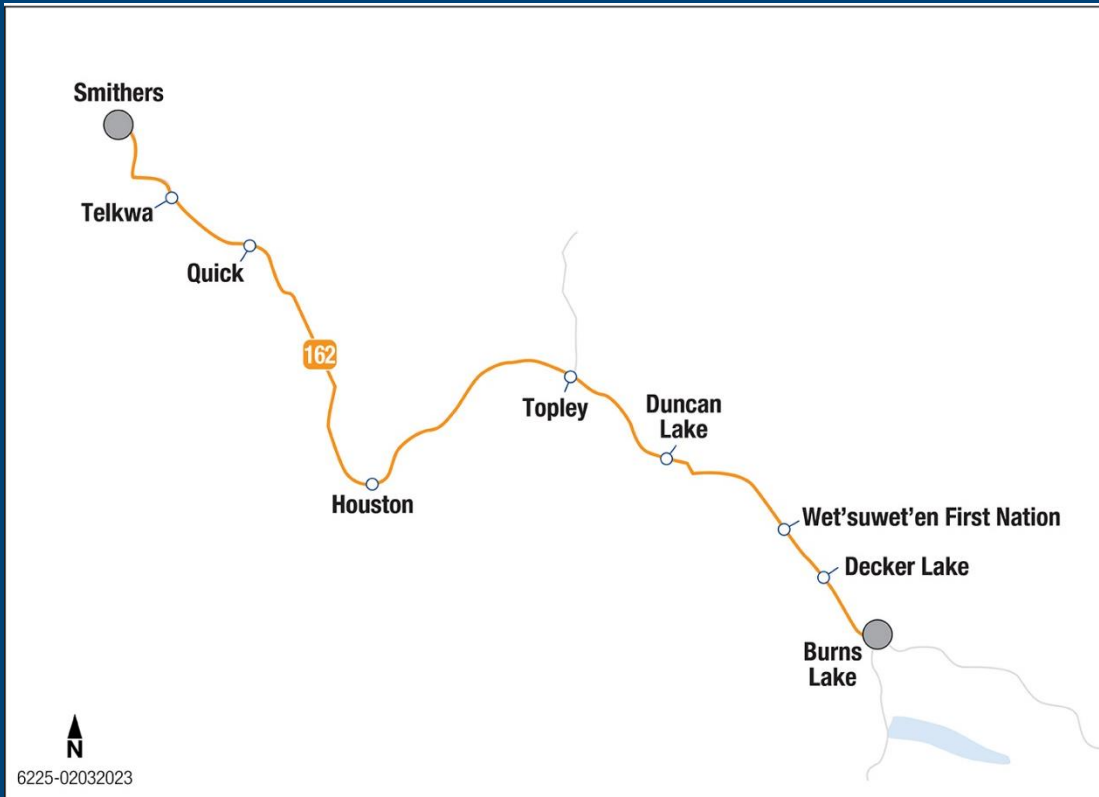 Smithers
Telkwa
Quick
162
Topley
Duncan
Lake
Houston
Wet’suwet’en First Nation
Decker Lake
Burns
Lake
N
6225-02032023